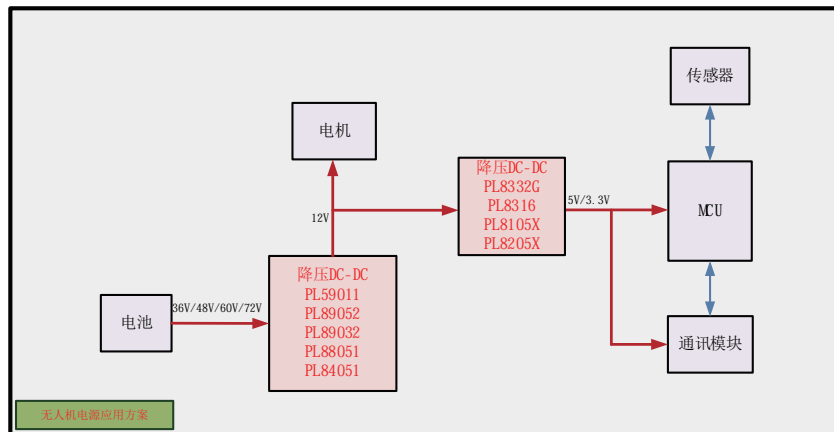 传感器
电机
降压DC-DC
PL8332G
PL8316
PL8105X
PL8205X
5V/3.3V
MCU
12V
降压DC-DC
PL59011
PL89052
PL89032
PL88051
PL84051
36V/48V/60V/72V
电池
通讯模块
无人机电源应用方案